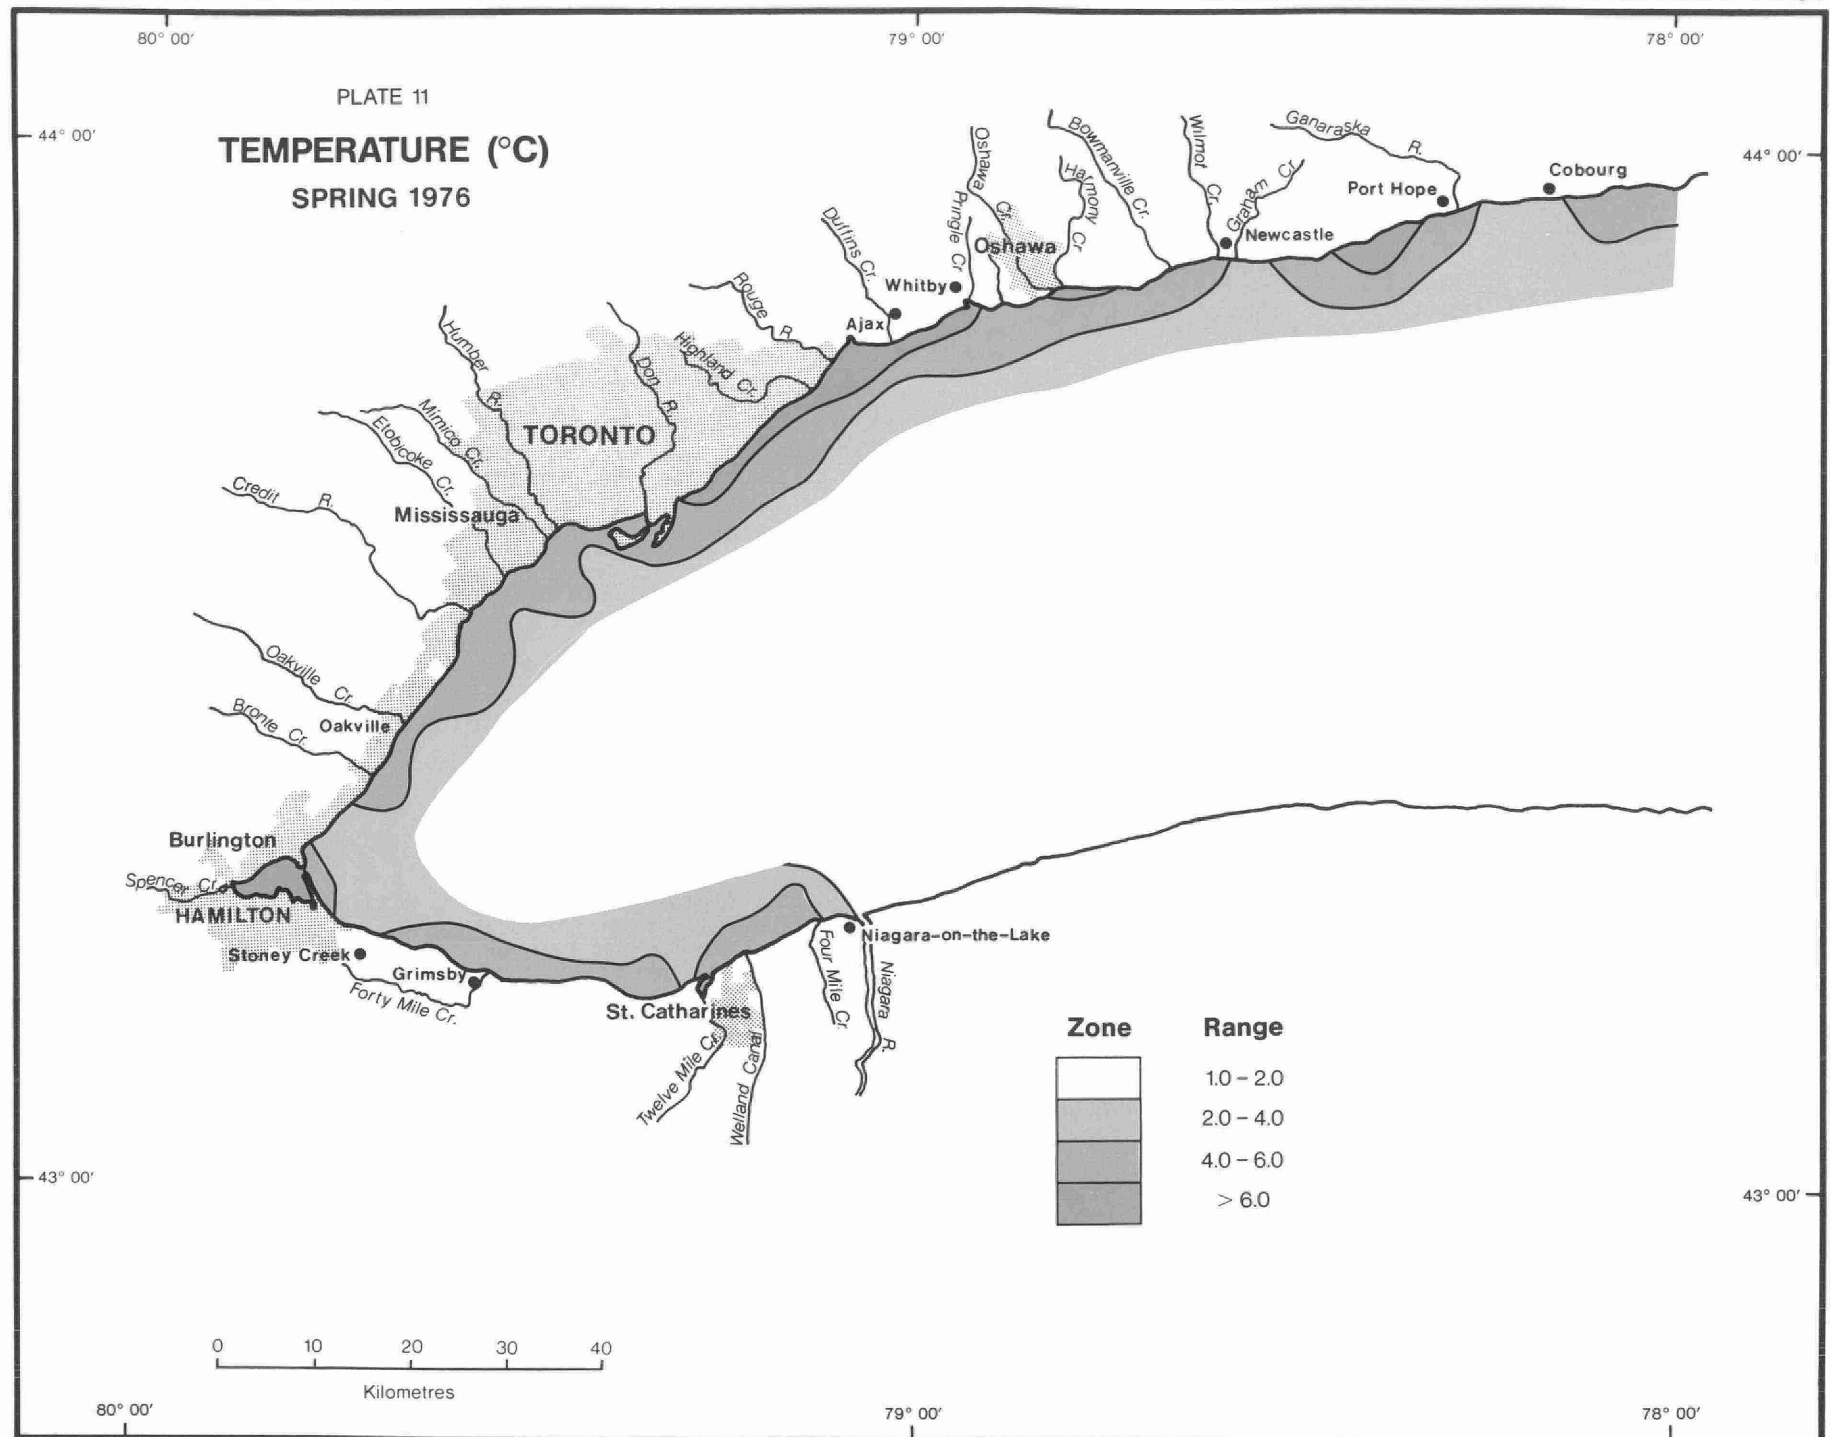 80° 00′
79° 00′
78° 00′
PLATE 11
44° 00′
TEMPERATURE (°C)
SPRING 1976
44° 00′
Ganaraska R.
Cobourg
Port Hope
Wilmot Cr.
Graham Cr.
Newcastle
Bowmanville Cr.
Harmony Cr.
Oshawa Cr.
Oshawa
Pringle Cr.
Whitby
Duffins Cr.
Ajax
Rouge R.
Highland Cr.
Don R.
Humber R.
TORONTO
Mimico Cr.
Etobicoke Cr.
Mississauga
Credit R.
Oakville Cr.
Oakville
Bronte Cr.
Burlington
Spencer Cr.
HAMILTON
Stoney Creek
Grimsby
Forty Mile Cr.
St. Catharines
Twelve Mile Cr.
Welland Canal
Four Mile Cr.
Niagara-on-the-Lake
Niagara R.
Zone Range
1.0 – 2.0
2.0 – 4.0
4.0 – 6.0
> 6.0
43° 00′
43° 00′
0 10 20 30 40
Kilometres
80° 00′
79° 00′
78° 00′